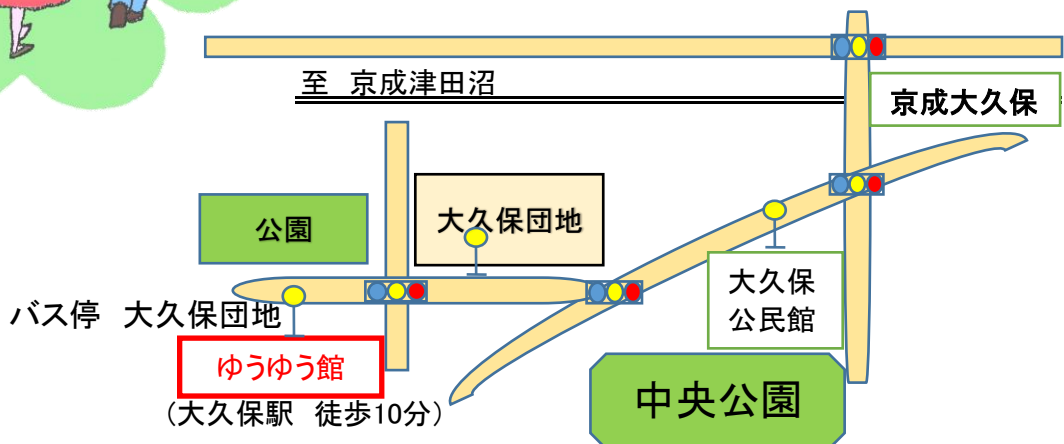 至 京成津田沼
京成大久保
公園
大久保団地
大久保
公民館
バス停 大久保団地
ゆうゆう館
(大久保駅 徒歩10分)
中央公園